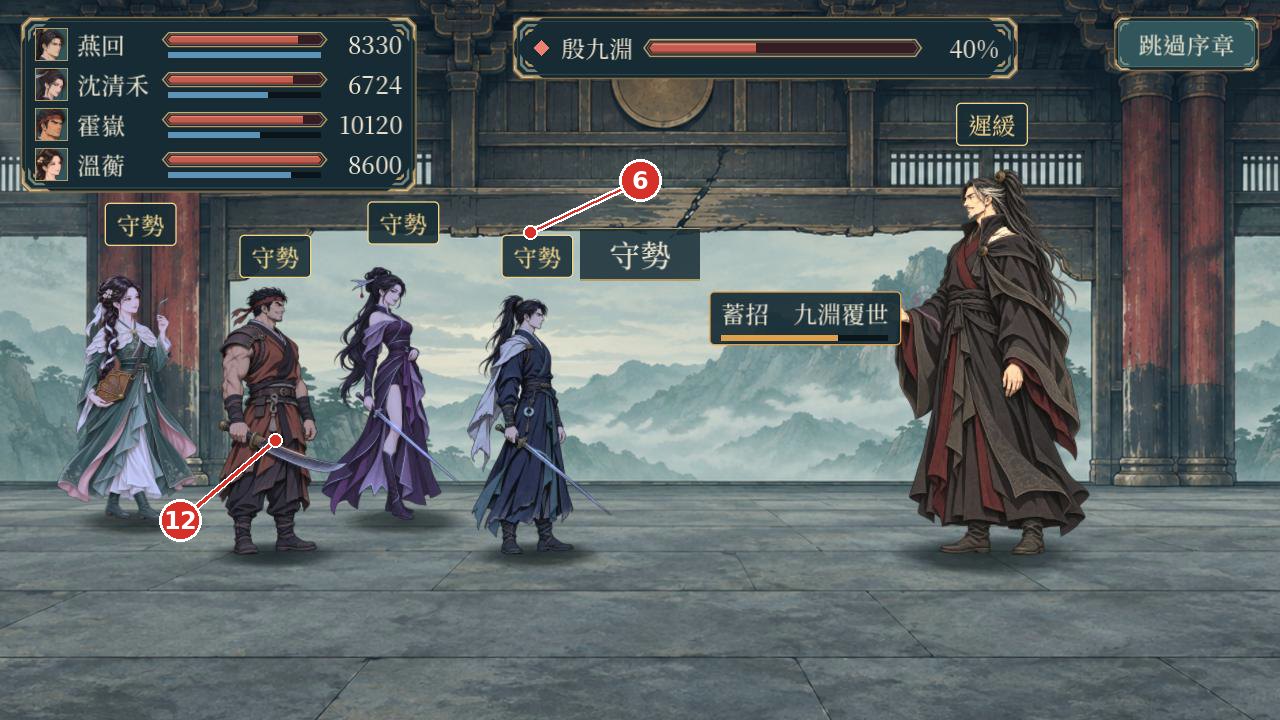 燕回 8330
沈清禾 6724
霍嶽 10120
溫蘅 8600
殷九淵 40%
跳過序章
遲緩
6
守勢
守勢
守勢
守勢
守勢
蓄招 九淵覆世
12